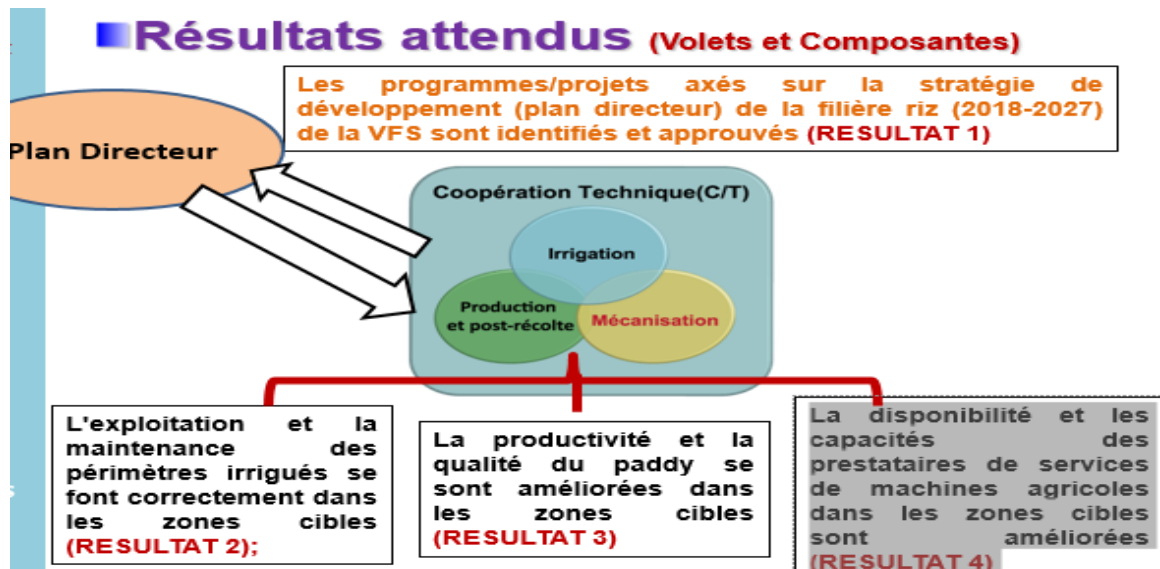 Résultats attendus (Volets et Composantes)
Les programmes/projets axés sur la stratégie de
développement (plan directeur) de la filière riz (2018-2027)
de la VFS sont identifiés et approuvés (RESULTAT 1)
Plan Directeur
Coopération Technique(C/T)
Irrigation
Production
et post-récolte
Mécanisation
L'exploitation et la
maintenance des
périmètres irrigués se
font correctement dans
les zones cibles
(RESULTAT 2);
La productivité et la
qualité du paddy se
sont améliorées dans
les zones cibles
(RESULTAT 3)
La disponibilité et les
capacités des
prestataires de services
de machines agricoles
dans les zones cibles
sont améliorées
(RESULTAT 4)